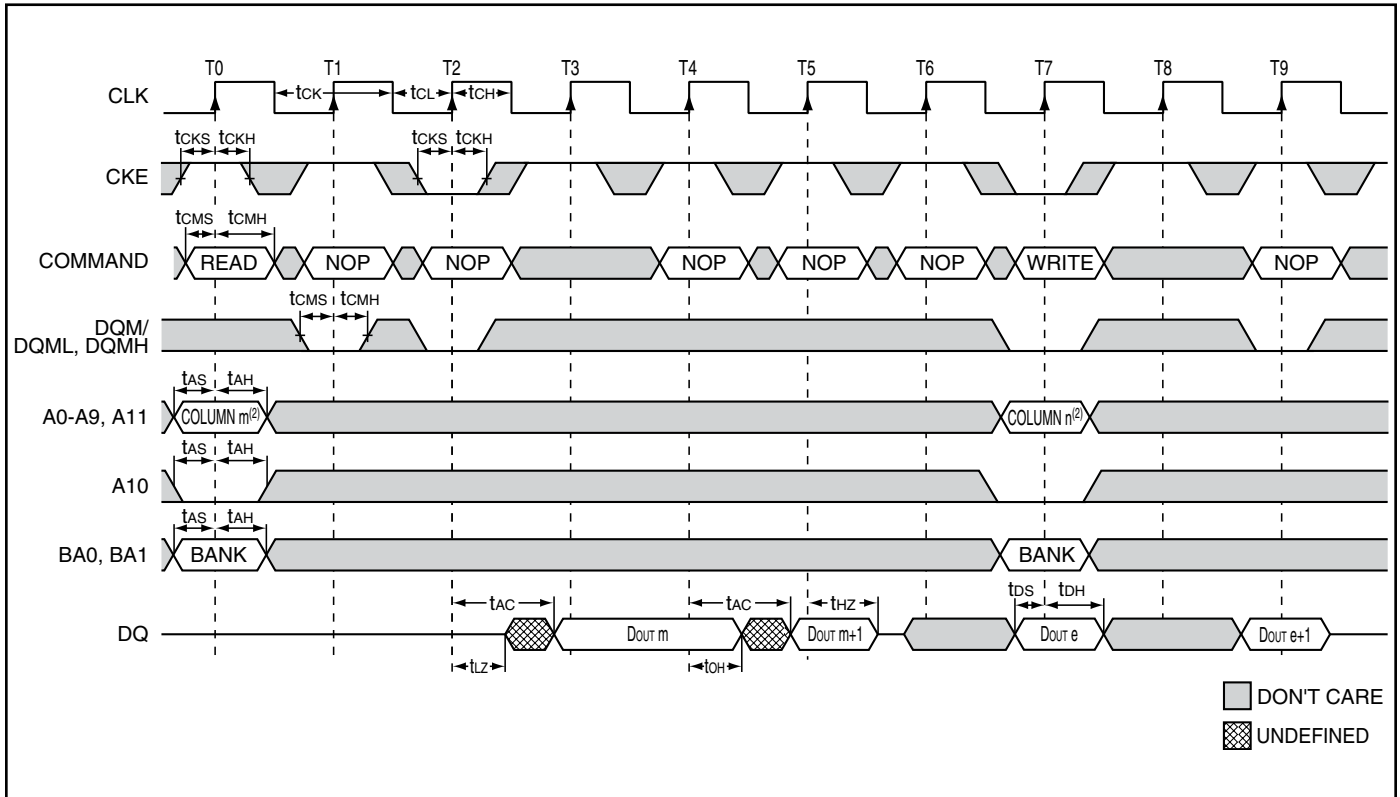 T0 T1 T2 T3 T4 T5 T6 T7 T8 T9
CLK
tCK tCL tCH
tCKS tCKH tCKS tCKH
CKE
tCMS tCMH
COMMAND READ NOP NOP NOP NOP NOP WRITE NOP
tCMS tCMH
DQM/
DQML, DQMH
tAS tAH
A0-A9, A11 COLUMN m(2) COLUMN n(2)
tAS tAH
A10
tAS tAH
BA0, BA1 BANK BANK
tAC tAC tHZ tDS tDH
DQ DOUT m DOUT m+1 DOUT e DOUT e+1
tLZ tOH
DON'T CARE
UNDEFINED